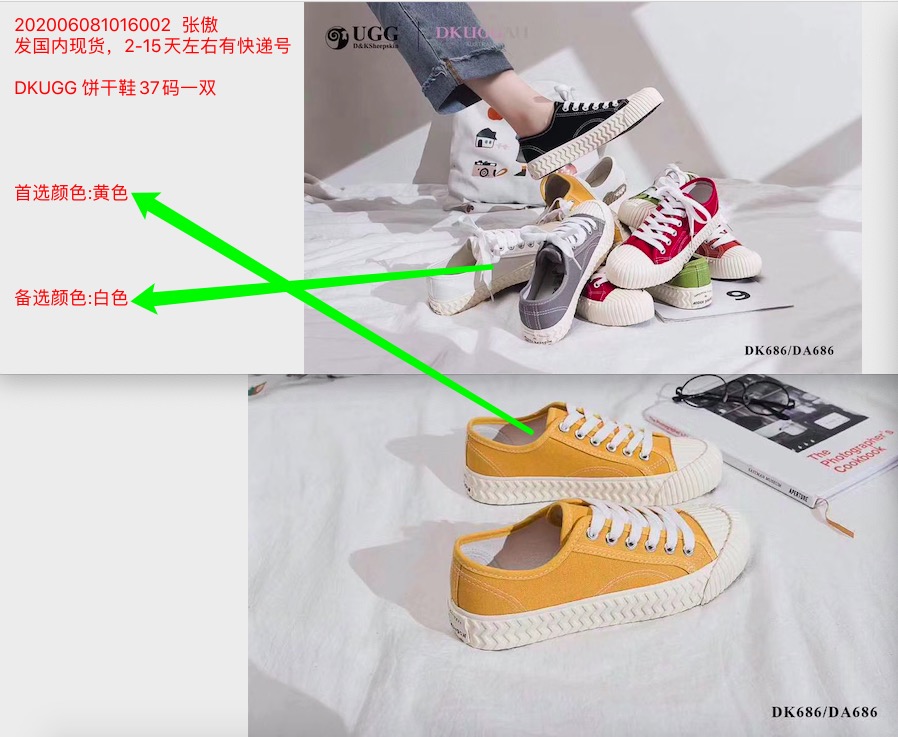 202006081016002 张傲
发国内现货，2-15天左右有快递号
DKUGG 饼干鞋37码一双
首选颜色:黄色
备选颜色:白色
UGG
D&KSheepskin
DKUGG
9
DK686/DA686
The
Photographer's
Cookbook
APERTURE
DK686/DA686